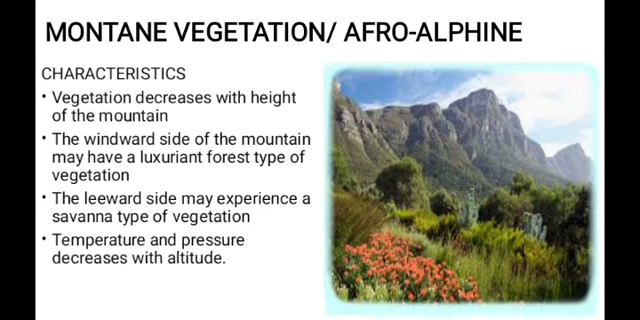 MONTANE VEGETATION/ AFRO-ALPHINE
CHARACTERISTICS
• Vegetation decreases with height
of the mountain
• The windward side of the mountain
may have a luxuriant forest type of
vegetation
• The leeward side may experience a
savanna type of vegetation
• Temperature and pressure
decreases with altitude.